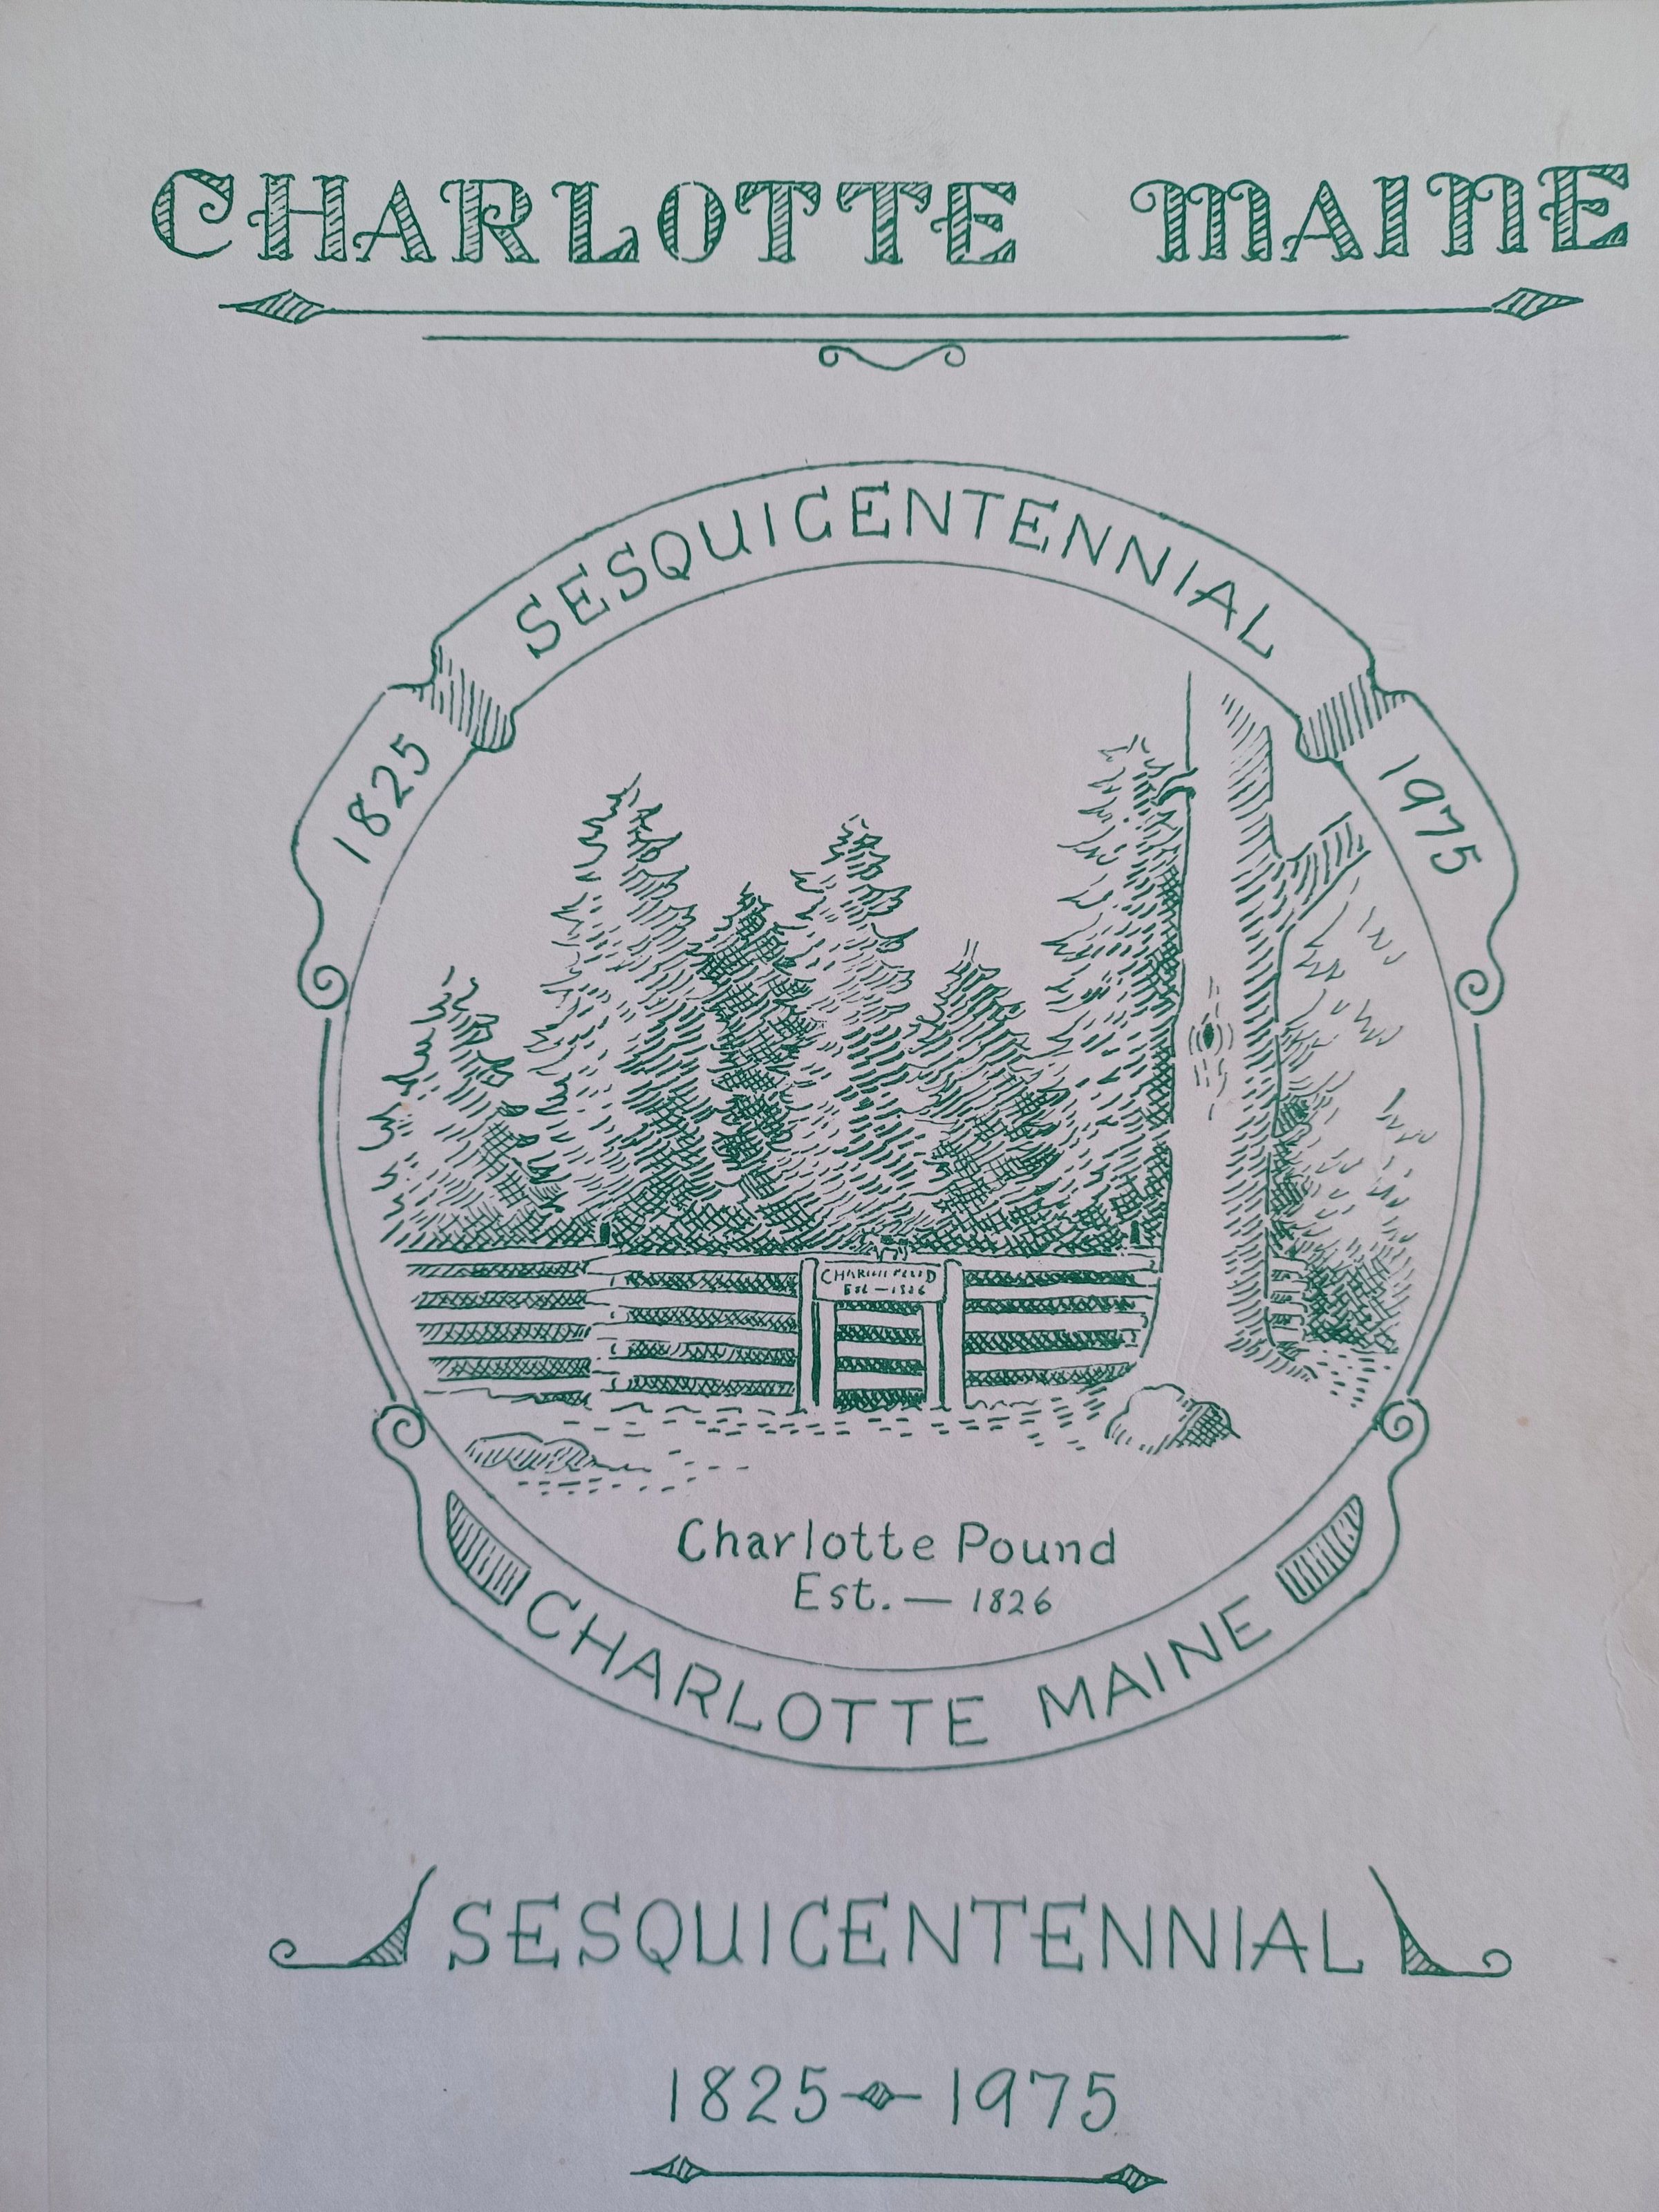 CHARLOTTE MAINE
SESQUICENTENNIAL
1825
1975
Charlotte Pound
Est. — 1826
CHARLOTTE MAINE
SESQUICENTENNIAL
1825 1975